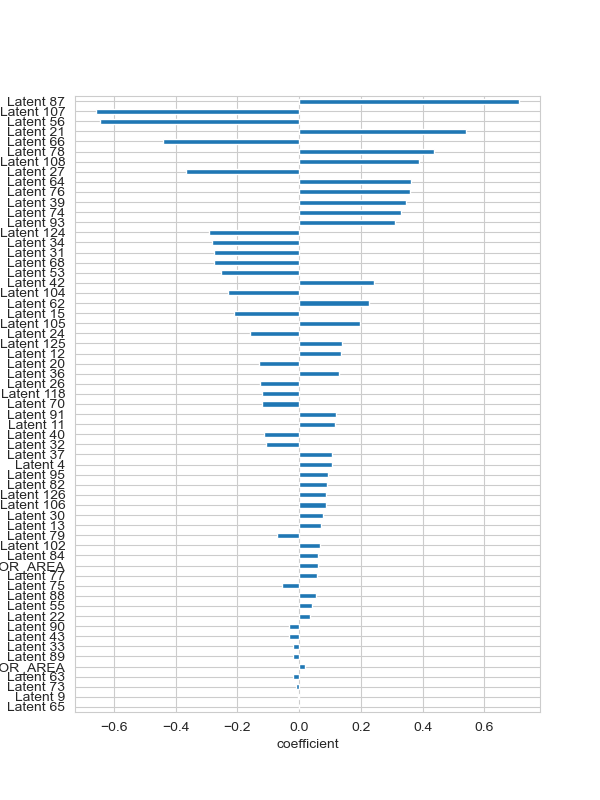 Latent 87
Latent 107
Latent 56
Latent 21
Latent 66
Latent 78
Latent 108
Latent 27
Latent 64
Latent 76
Latent 39
Latent 74
Latent 93
Latent 124
Latent 34
Latent 31
Latent 68
Latent 53
Latent 42
Latent 104
Latent 62
Latent 15
Latent 105
Latent 24
Latent 125
Latent 12
Latent 20
Latent 36
Latent 26
Latent 118
Latent 70
Latent 91
Latent 11
Latent 40
Latent 32
Latent 37
Latent 4
Latent 95
Latent 82
Latent 126
Latent 106
Latent 30
Latent 13
Latent 79
Latent 102
Latent 84
OR_AREA
Latent 77
Latent 75
Latent 88
Latent 55
Latent 22
Latent 90
Latent 43
Latent 33
Latent 89
OR_AREA
Latent 63
Latent 73
Latent 9
Latent 65
−0.6 −0.4 −0.2 0.0 0.2 0.4 0.6
coefficient